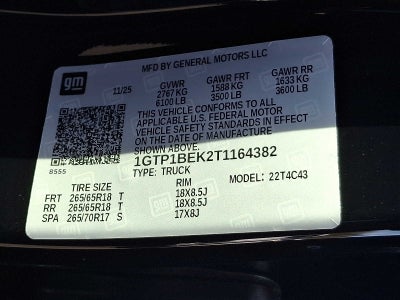 MFD BY GENERAL MOTORS LLC
gm
11/25
GVWR GAWR FRT GAWR RR
2767 KG 1588 KG 1633 KG
6100 LB 3500 LB 3600 LB
THIS VEHICLE CONFORMS TO ALL
APPLICABLE U.S. FEDERAL MOTOR
VEHICLE SAFETY STANDARDS IN EFFECT
ON THE DATE OF MANUFACTURE
SHOWN ABOVE.
8555
1GTP1BEK2T1164382
TYPE: TRUCK MODEL: 22T4C43
TIRE SIZE RIM
FRT 265/65R18 T 18X8.5J
RR 265/65R18 T 18X8.5J
SPA 265/70R17 S 17X8J